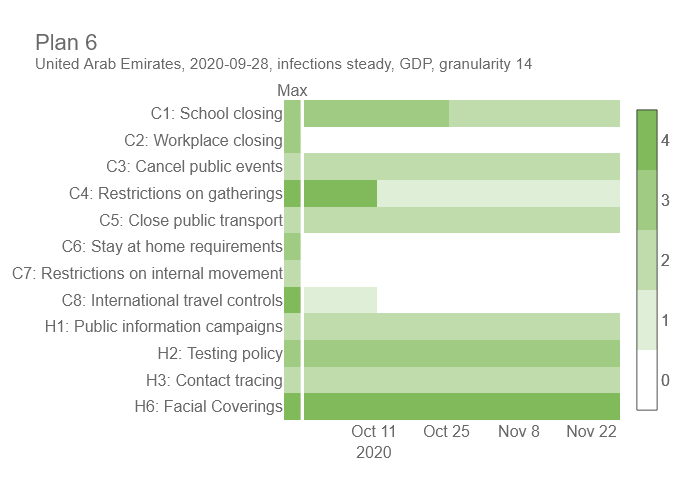 Plan 6
United Arab Emirates, 2020-09-28, infections steady, GDP, granularity 14
Max
C1: School closing
C2: Workplace closing
C3: Cancel public events
C4: Restrictions on gatherings
C5: Close public transport
C6: Stay at home requirements
C7: Restrictions on internal movement
C8: International travel controls
H1: Public information campaigns
H2: Testing policy
H3: Contact tracing
H6: Facial Coverings
Oct 11 Oct 25 Nov 8 Nov 22
2020
4
3
2
1
0